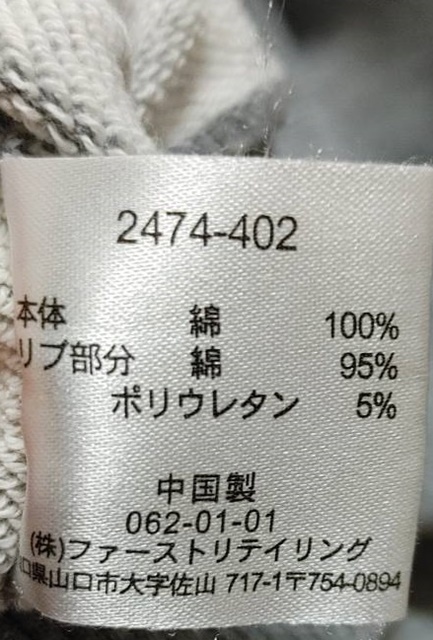 2474-402
本体 綿 100%
リブ部分 綿 95%
ポリウレタン 5%
中国製
062-01-01
(株)ファーストリテイリング
口県山口市大字佐山 717-1〒754-0894